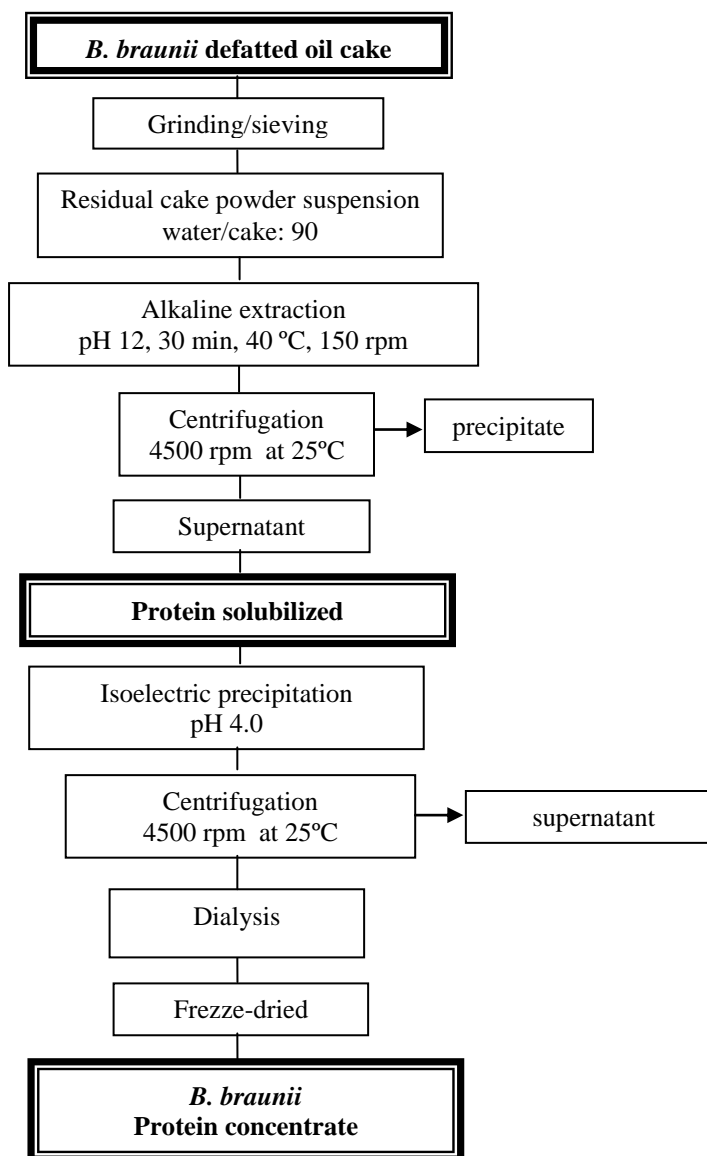 B. braunii defatted oil cake
Grinding/sieving
Residual cake powder suspension
water/cake: 90
Alkaline extraction
pH 12, 30 min, 40 ºC, 150 rpm
Centrifugation
4500 rpm at 25ºC
precipitate
Supernatant
Protein solubilized
Isoelectric precipitation
pH 4.0
Centrifugation
4500 rpm at 25ºC
supernatant
Dialysis
Frezze-dried
B. braunii
Protein concentrate